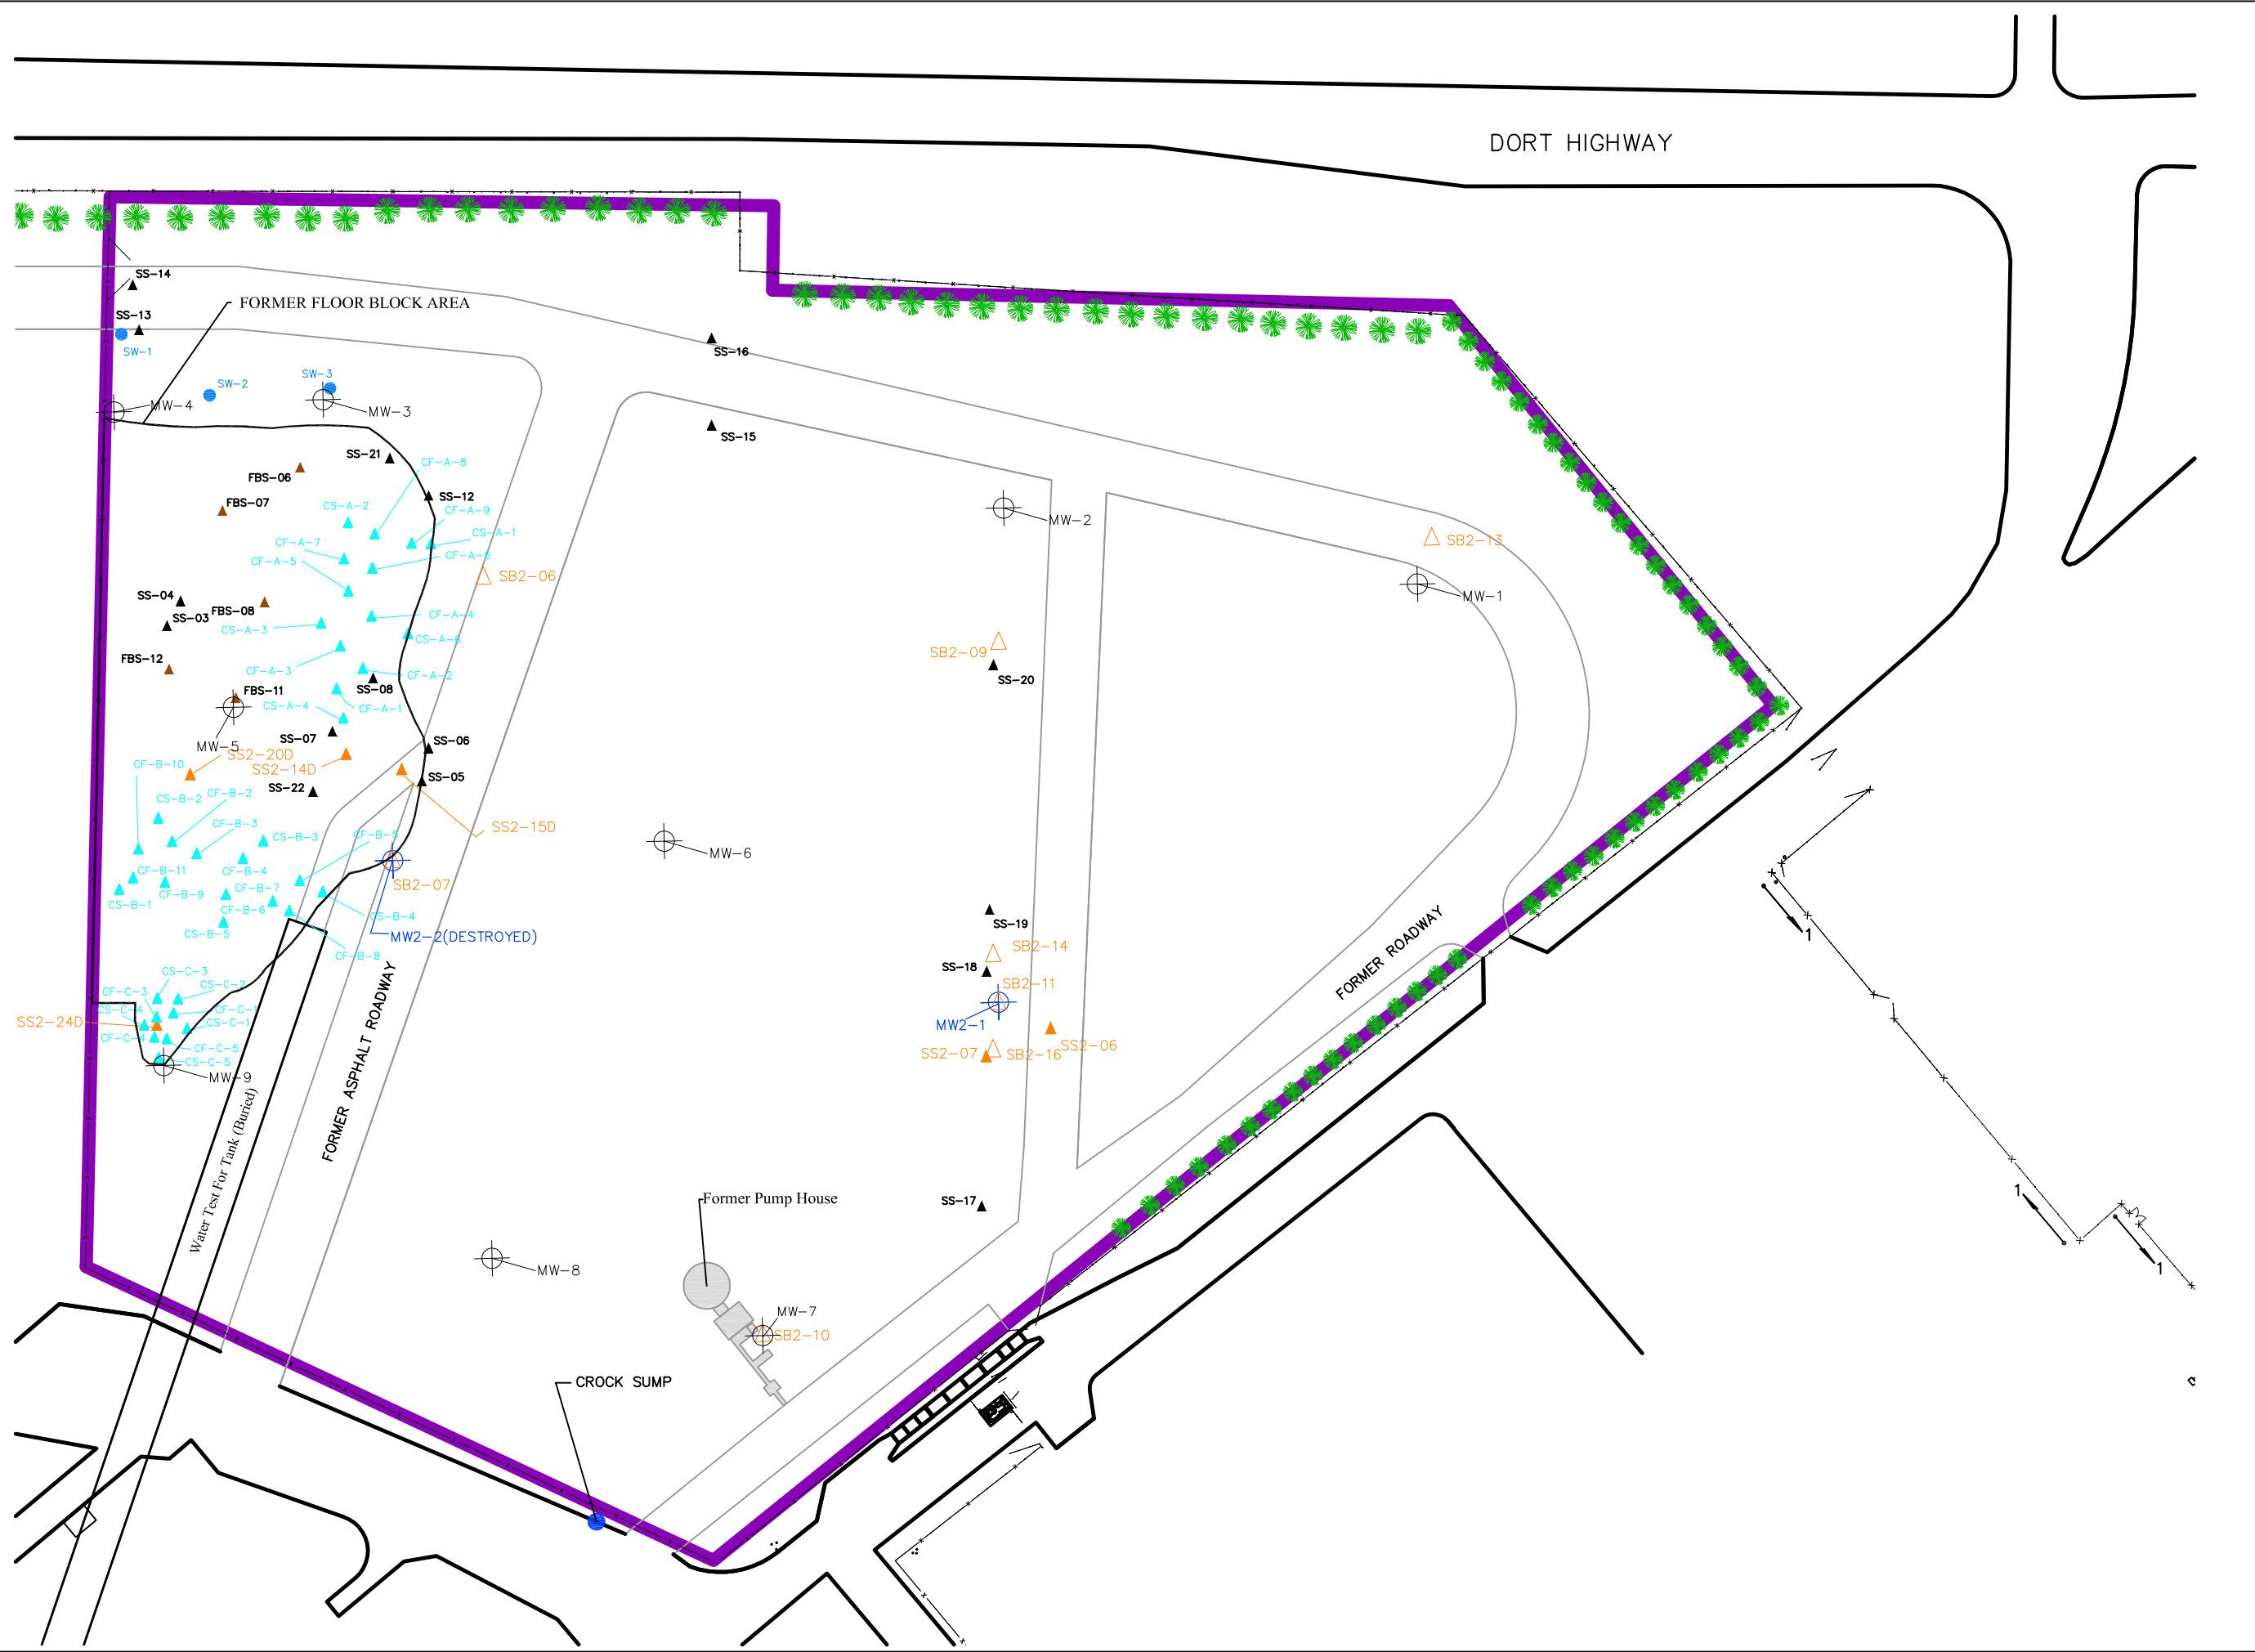 DORT HIGHWAY
SS-14
FORMER FLOOR BLOCK AREA
SS-13
SW-1
SS-16
SW-3
SW-2
MW-4
MW-3
SS-15
SS-21
CF-A-8
FBS-06
SS-12
FBS-07
CS-A-2
CF-A-9
MW-2
CS-A-1
SB2-13
CF-A-7
CF-A-6
CF-A-5
SB2-06
SS-04
MW-1
FBS-08
CF-A-4
SS-03
CS-A-3
CS-A-6
SB2-09
FBS-12
CF-A-3
CF-A-2
SS-20
SS-08
FBS-11
CS-A-4
CF-A-1
SS-07
SS-06
MW-5
SS2-20D
CF-B-10
SS2-14D
SS-05
SS-22
CF-B-2
CS-B-2
CF-B-3
SS2-15D
CS-B-3
CF-B-5
MW-6
CF-B-11
CF-B-4
SB2-07
CF-B-7
CF-B-9
CS-B-1
CF-B-6
CS-B-4
SS-19
CS-B-5
MW2-2(DESTROYED)
SB2-14
CF-B-8
FORMER ROADWAY
1
SS-18
CS-C-3
SB2-11
CS-C-2
CF-C-3
CS-C-4
CF-C-1
SS2-24D
CS-C-1
MW2-1
CF-C-4
CF-C-5
SS2-06
SS2-07
SB2-16
CS-C-5
MW-9
FORMER ASPHALT ROADWAY
Water Test For Tank (Buried)
1
Former Pump House
SS-17
1
MW-8
MW-7
SB2-10
CROCK SUMP